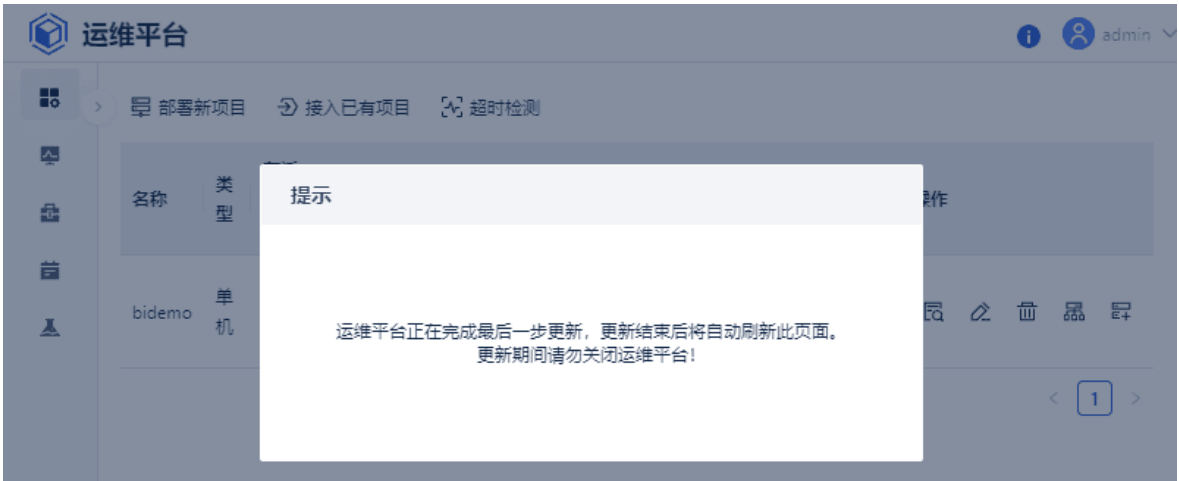 运维平台
admin
部署新项目 接入已有项目 超时检测
名称
类
型
bidemo
单
机
提示
运维平台正在完成最后一步更新，更新结束后将自动刷新此页面。
更新期间请勿关闭运维平台！
1